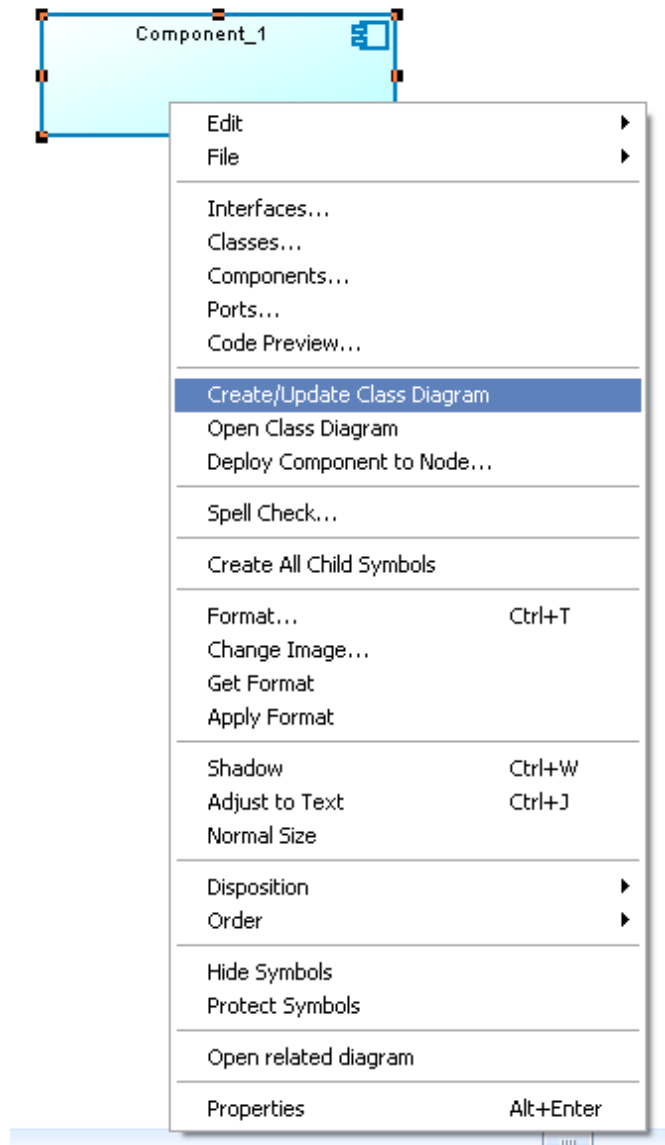 Component_1
Edit
File
Interfaces...
Classes...
Components...
Ports...
Code Preview...
Create/Update Class Diagram
Open Class Diagram
Deploy Component to Node...
Spell Check...
Create All Child Symbols
Format... Ctrl+T
Change Image...
Get Format
Apply Format
Shadow Ctrl+W
Adjust to Text Ctrl+J
Normal Size
Disposition
Order
Hide Symbols
Protect Symbols
Open related diagram
Properties Alt+Enter